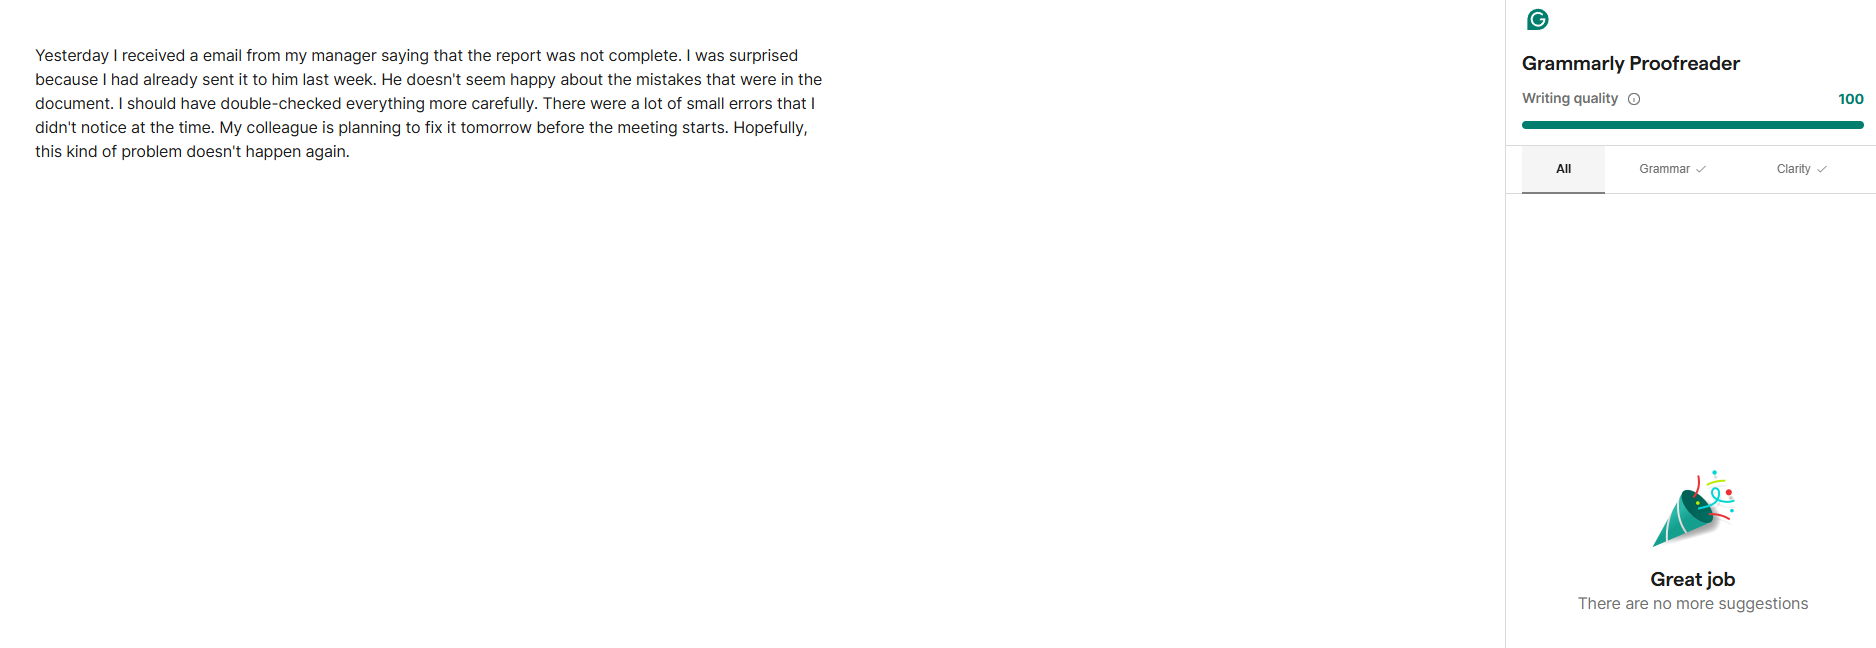 Yesterday I received a email from my manager saying that the report was not complete. I was surprised
because I had already sent it to him last week. He doesn't seem happy about the mistakes that were in the
document. I should have double-checked everything more carefully. There were a lot of small errors that I
didn't notice at the time. My colleague is planning to fix it tomorrow before the meeting starts. Hopefully,
this kind of problem doesn't happen again.
Grammarly Proofreader
Writing quality 100
All Grammar Clarity
Great job
There are no more suggestions